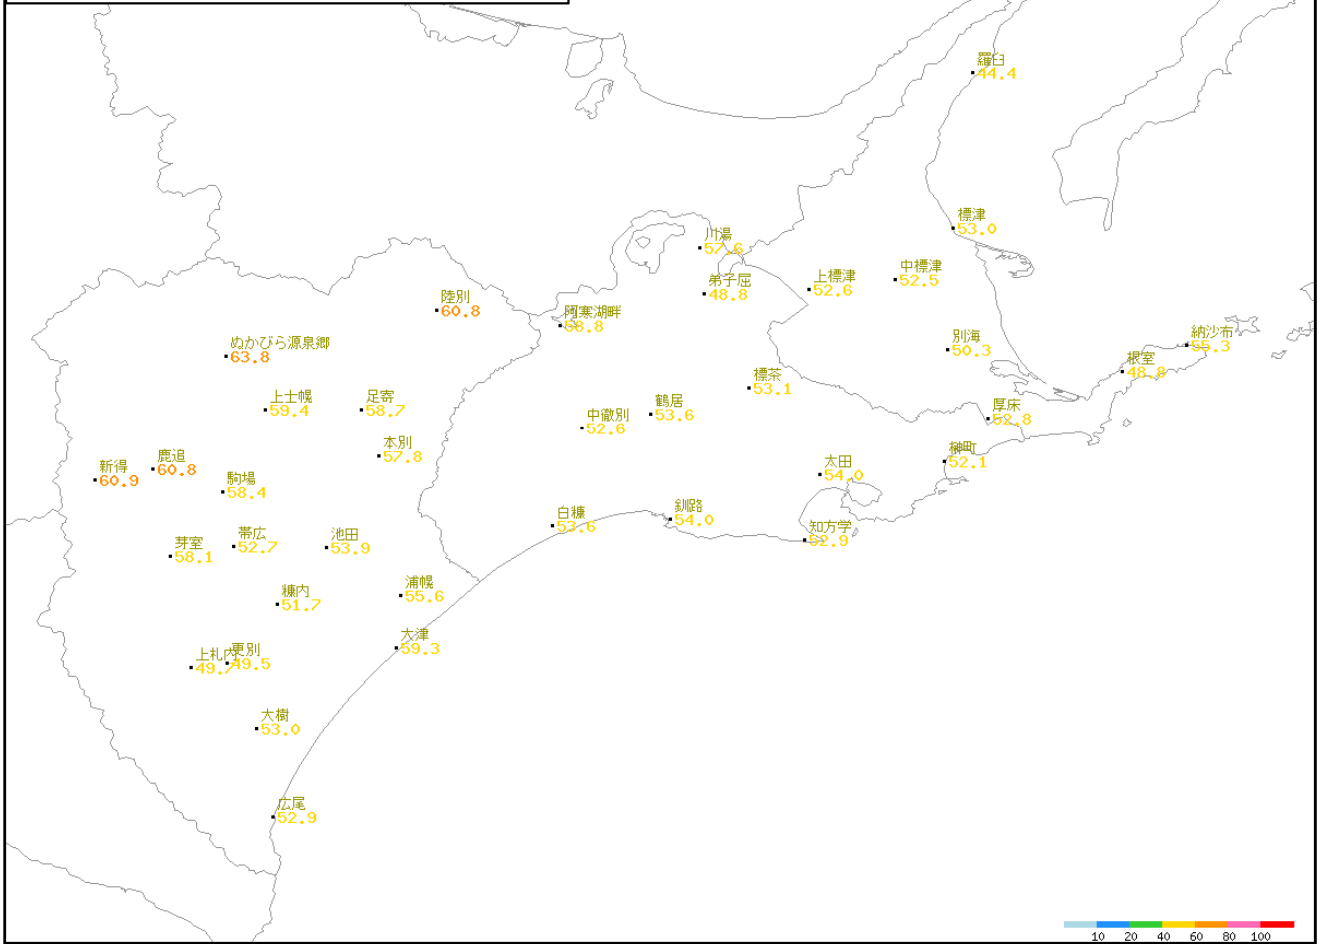 羅臼
44.4
標津
53.0
川湯
57.6
中標津
52.5
上標津
52.6
弟子屈
48.8
陸別
60.8
阿寒湖畔
58.8
納沙布
55.3
別海
50.3
ぬかびら源泉郷
63.8
根室
48.8
標茶
53.1
上士幌
59.4
足寄
58.7
鶴居
53.6
厚床
52.8
中徹別
52.6
本別
57.8
榊町
52.1
鹿追
60.8
太田
54.0
新得
60.9
駒場
58.4
釧路
54.0
白糠
53.6
知方学
52.9
帯広
52.7
池田
53.9
芽室
58.1
浦幌
55.6
糠内
51.7
大津
59.3
更別
49.5
上札内
49.7
大樹
53.0
広尾
52.9
10 20 40 60 80 100